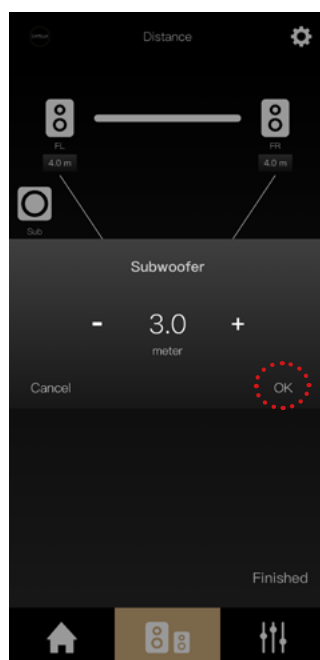 Distance
FL
FR
4.0 m
4.0 m
Sub
Subwoofer
- 3.0 +
meter
Cancel
OK
Finished